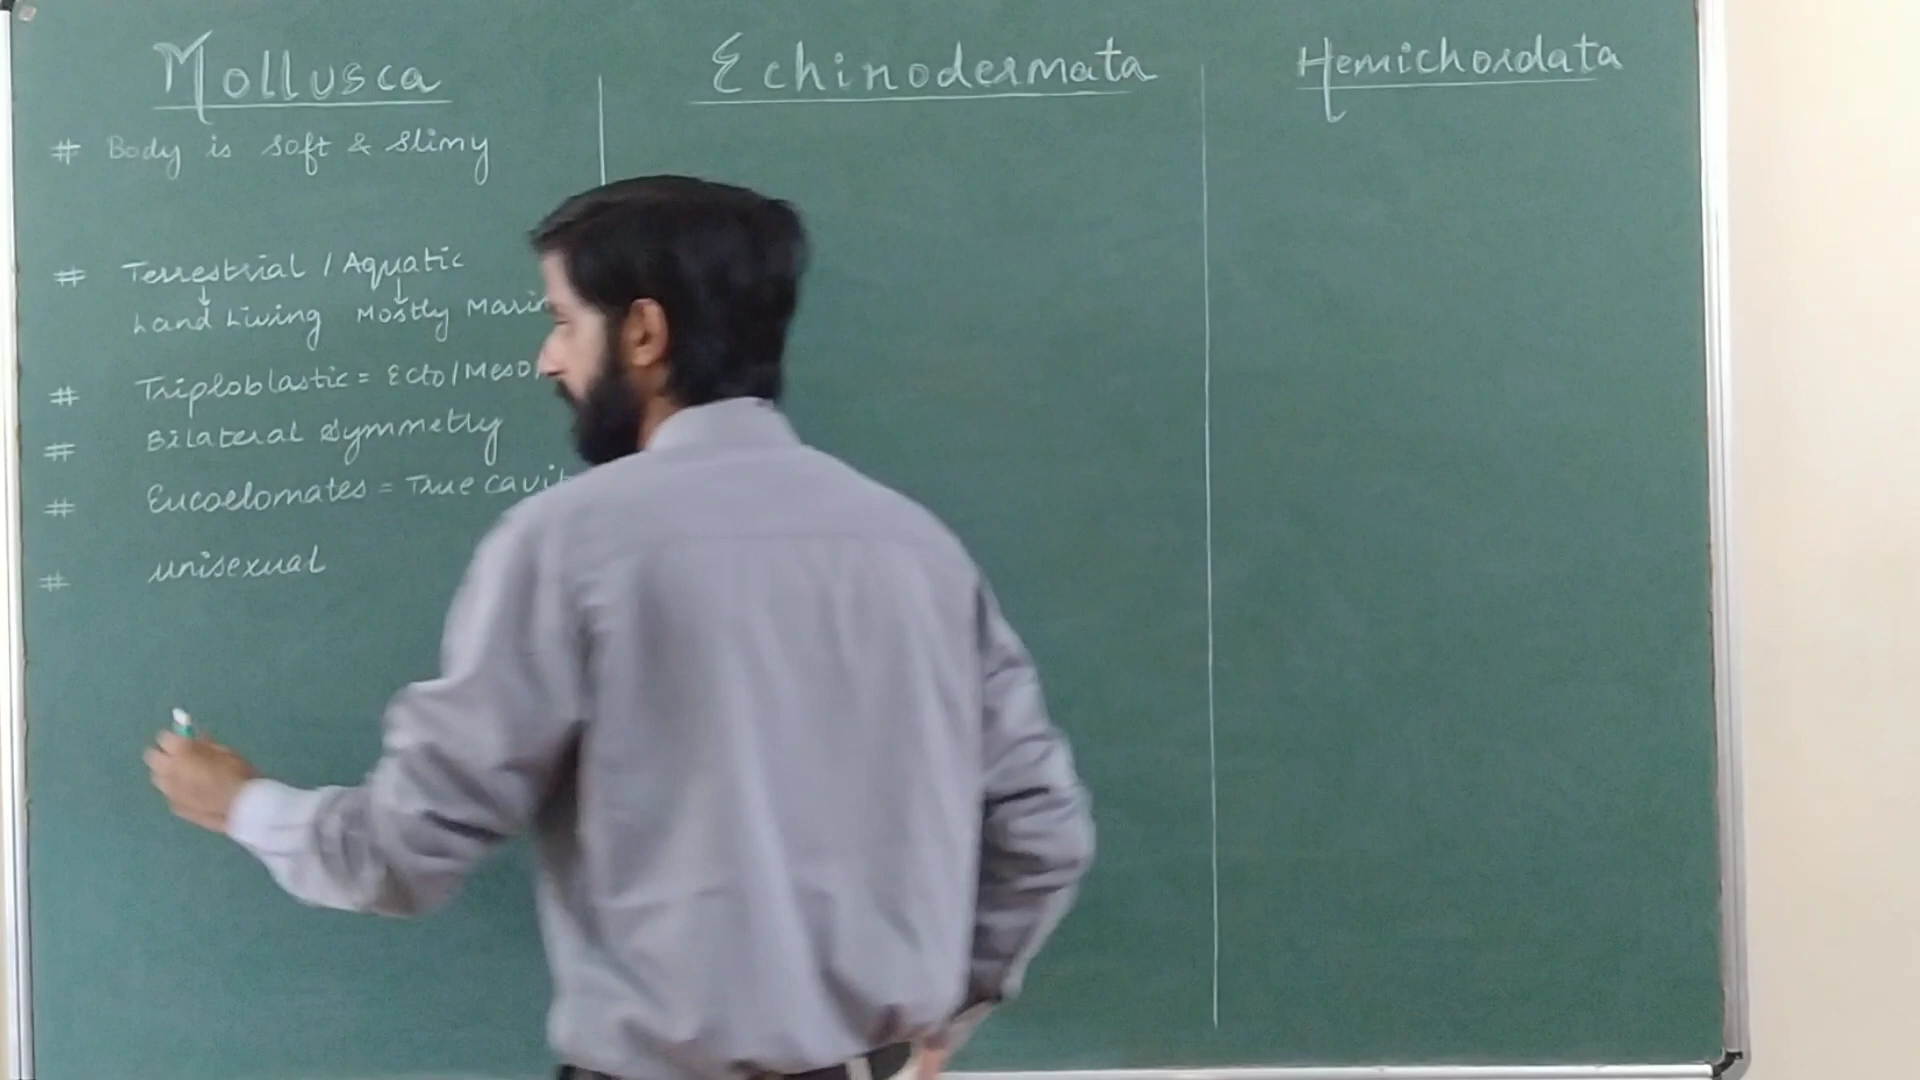 Mollusca
# Body is soft & slimy
# Terrestrial / Aquatic
Land Living Mostly
# Triploblastic = Ecto/Meso/
# Bilateral symmetry
# Eucoelomates = True
# unisexual
Echinodermata
Hemichordata